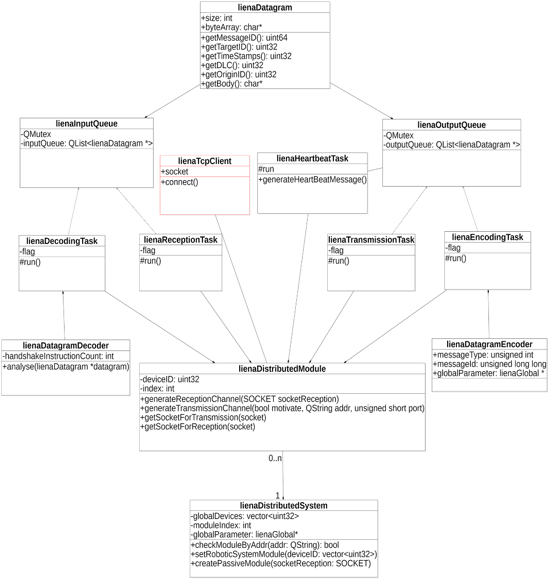 lienaDatagram
+size: int
+byteArray: char*
+getMessageID(): uint64
+getTargetID(): uint32
+getTimeStamps(): uint32
+getDLC(): uint32
+getOriginID(): uint32
+getBody(): char*
lienaInputQueue
-QMutex
-inputQueue: QList<lienaDatagram *>
lienaOutputQueue
-QMutex
-outputQueue: QList<lienaDatagram *>
lienaTcpClient
+socket
+connect()
lienaHeartbeatTask
#run
+generateHeartBeatMessage()
lienaDecodingTask
-flag
#run()
lienaReceptionTask
-flag
#run()
lienaTransmissionTask
-flag
#run()
lienaEncodingTask
-flag
#run()
lienaDatagramDecoder
-handshakeInstructionCount: int
+analyse(lienaDatagram *datagram)
lienaDatagramEncoder
+messageType: unsigned int
+messageId: unsigned long long
+globalParameter: lienaGlobal *
lienaDistributedModule
-deviceID: uint32
-index: int
+generateReceptionChannel(SOCKET socketReception)
+generateTransmissionChannel(bool motivate, QString addr, unsigned short port)
+getSocketForTransmission(socket)
+getSocketForReception(socket)
0..n
1
lienaDistributedSystem
-globalDevices: vector<uint32>
-moduleIndex: int
-globalParameter: lienaGlobal*
+checkModuleByAddr(addr: QString): bool
+setRoboticSystemModule(deviceID: vector<uint32>)
+createPassiveModule(socketReception: SOCKET)